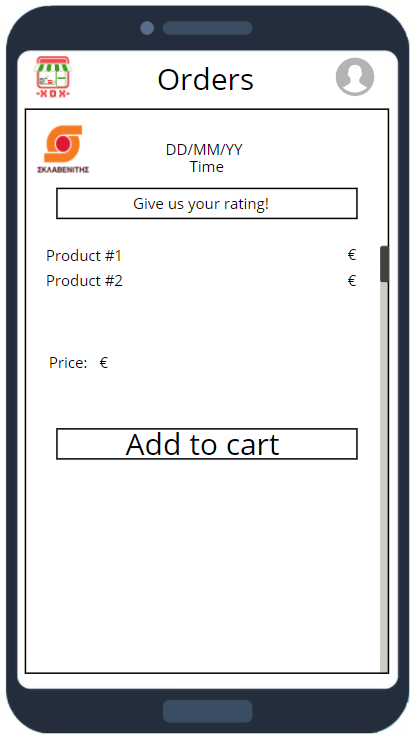 -XDX-
Orders
ΣΚΛΑΒΕΝΙΤΗΣ
DD/MM/YY
Time
Give us your rating!
Product #1 €
Product #2 €
Price: €
Add to cart